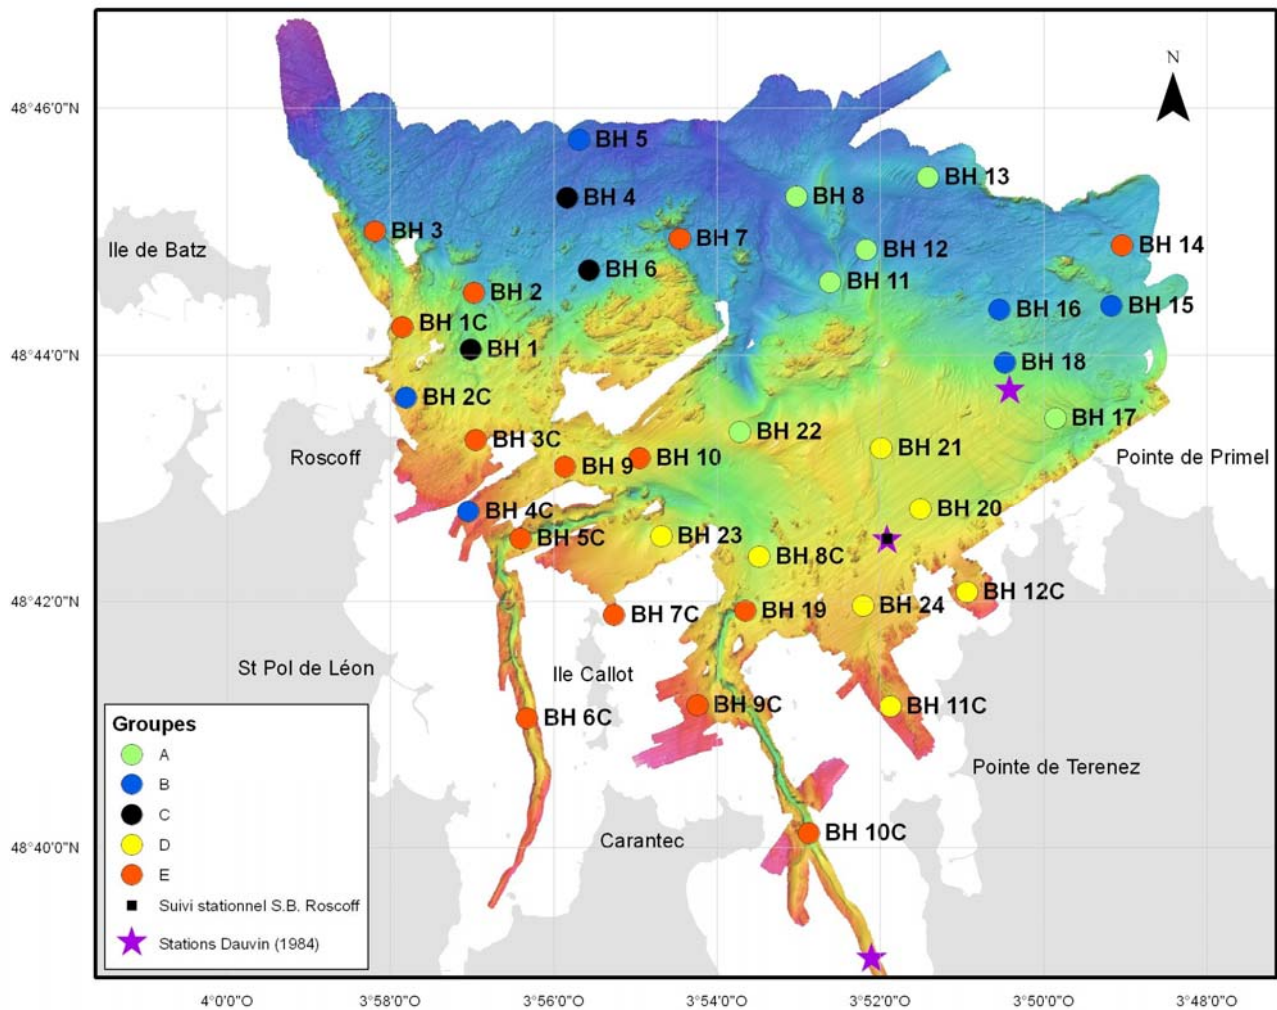 N
48°46'0"N
BH 5
BH 13
BH 4
BH 8
BH 3
BH 7
BH 14
Ile de Batz
BH 12
BH 6
BH 11
BH 2
BH 16
BH 15
BH 1C
48°44'0"N
BH 1
BH 18
BH 2C
BH 17
BH 22
BH 3C
BH 21
Roscoff
BH 10
Pointe de Primel
BH 9
BH 4C
BH 20
BH 5C
BH 23
BH 8C
BH 12C
48°42'0"N
BH 7C
BH 19
BH 24
St Pol de Léon
Ile Callot
BH 9C
BH 11C
BH 6C
Groupes
A
Pointe de Terenez
B
C
BH 10C
D
Carantec
48°40'0"N
E
Suivi stationnel S.B. Roscoff
Stations Dauvin (1984)
4°0'0"O
3°58'0"O
3°56'0"O
3°54'0"O
3°52'0"O
3°50'0"O
3°48'0"O